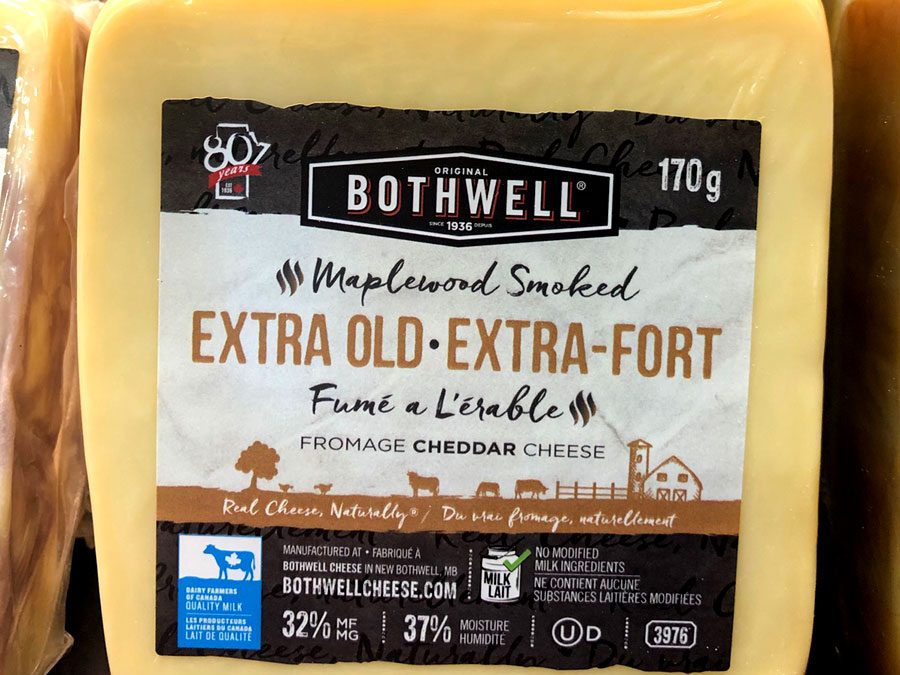 80 years
EST 1936
ORIGINAL
BOTHWELL®
SINCE 1936 DEPUIS
170g
Maplewood Smoked
EXTRA OLD • EXTRA-FORT
Fumé a L'érable
FROMAGE CHEDDAR CHEESE
Real Cheese, Naturally® / Du vrai fromage, naturellement
DAIRY FARMERS
OF CANADA
QUALITY MILK
LES PRODUCTEURS
LAITIERS DU CANADA
LAIT DE QUALITÉ
MANUFACTURED AT • FABRIQUÉ À
BOTHWELL CHEESE IN NEW BOTHWELL, MB
BOTHWELLCHEESE.COM
32% MF
MG
37% MOISTURE
HUMIDITÉ
MILK
LAIT
NO MODIFIED
MILK INGREDIENTS
NE CONTIENT AUCUNE
SUBSTANCES LAITIÈRES MODIFIÉES
U D
3976